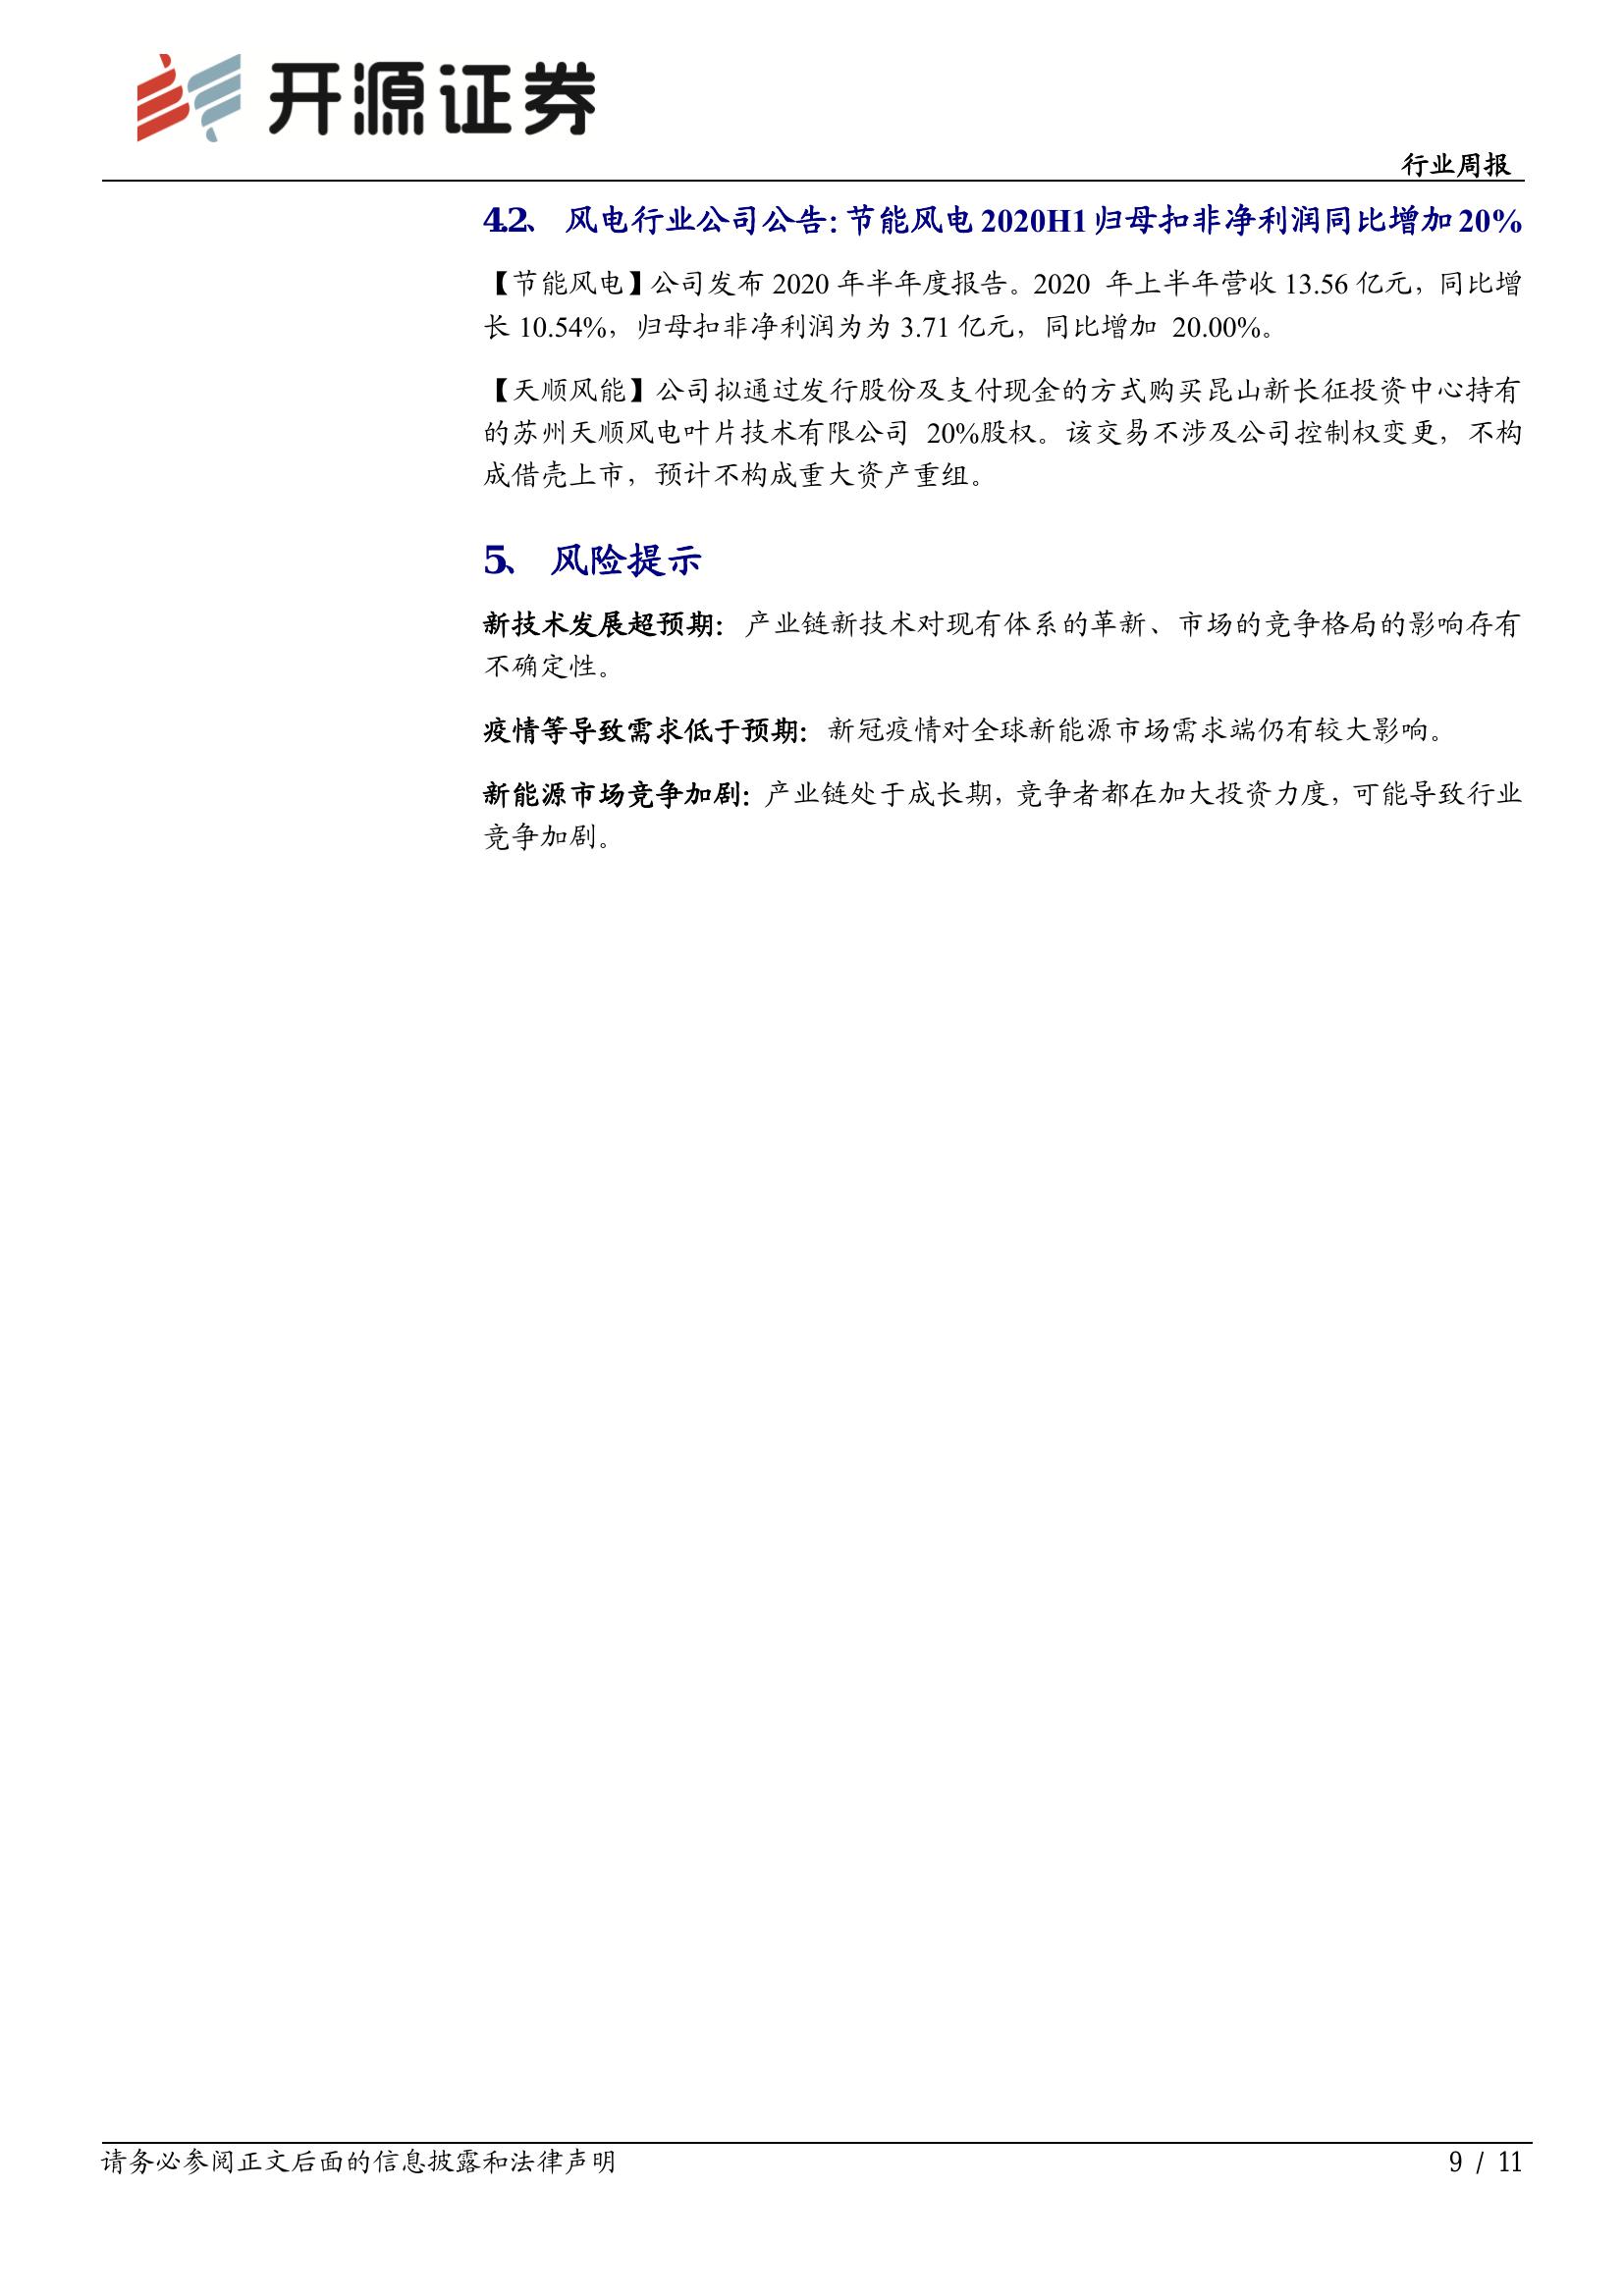 开源证券
行业周报
4.2、 风电行业公司公告：节能风电 2020H1 归母扣非净利润同比增加 20%
【节能风电】公司发布 2020 年半年度报告。2020 年上半年营收 13.56 亿元，同比增
长 10.54%，归母扣非净利润为为 3.71 亿元，同比增加 20.00%。
【天顺风能】公司拟通过发行股份及支付现金的方式购买昆山新长征投资中心持有
的苏州天顺风电叶片技术有限公司 20%股权。该交易不涉及公司控制权变更，不构
成借壳上市，预计不构成重大资产重组。
5、 风险提示
新技术发展超预期：产业链新技术对现有体系的革新、市场的竞争格局的影响存有
不确定性。
疫情等导致需求低于预期：新冠疫情对全球新能源市场需求端仍有较大影响。
新能源市场竞争加剧：产业链处于成长期，竞争者都在加大投资力度，可能导致行业
竞争加剧。
请务必参阅正文后面的信息披露和法律声明
9 / 11